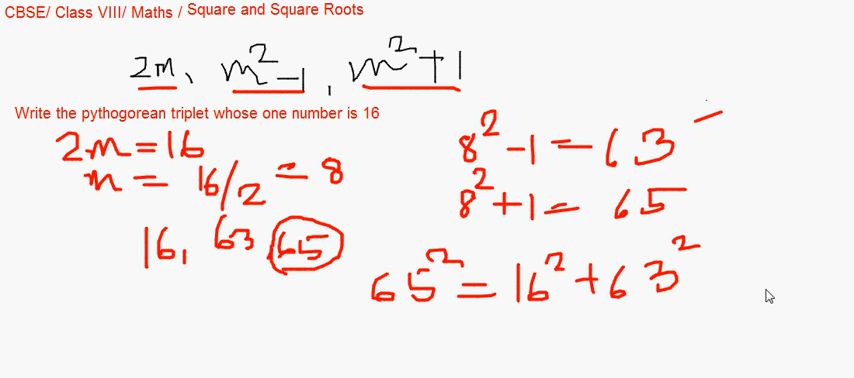 CBSE/ Class VIII/ Maths / Square and Square Roots
2m, m²-1, m²+1
Write the pythogorean triplet whose one number is 16
2m=16
m = 16/2 = 8
16, 63 65
8²-1=63
8²+1= 65
65²=16²+63²